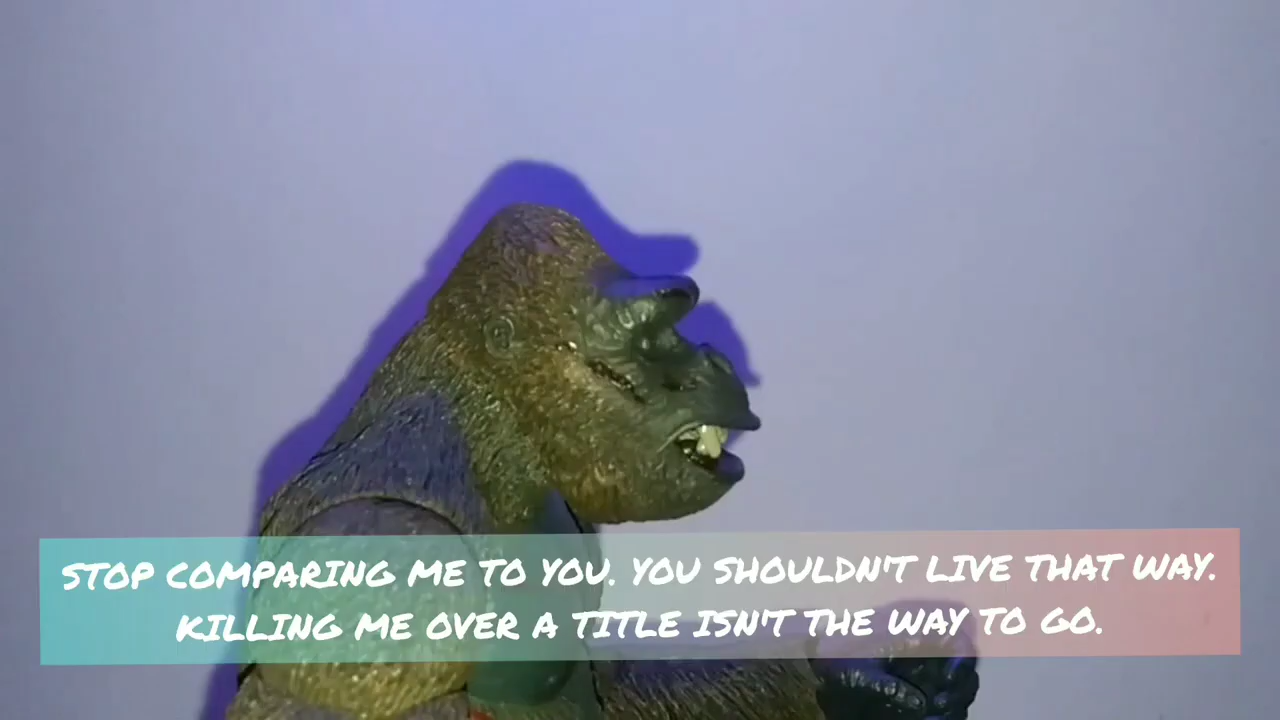 STOP COMPARING ME TO YOU. YOU SHOULDN'T LIVE THAT WAY.
KILLING ME OVER A TITLE ISN'T THE WAY TO GO.